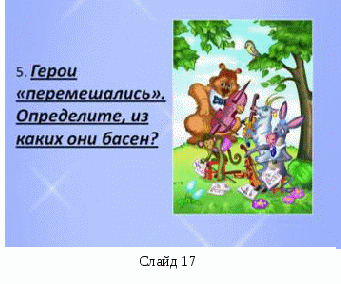 5. Герои
«перемешались».
Определите, из
каких они басен?
Слайд 17